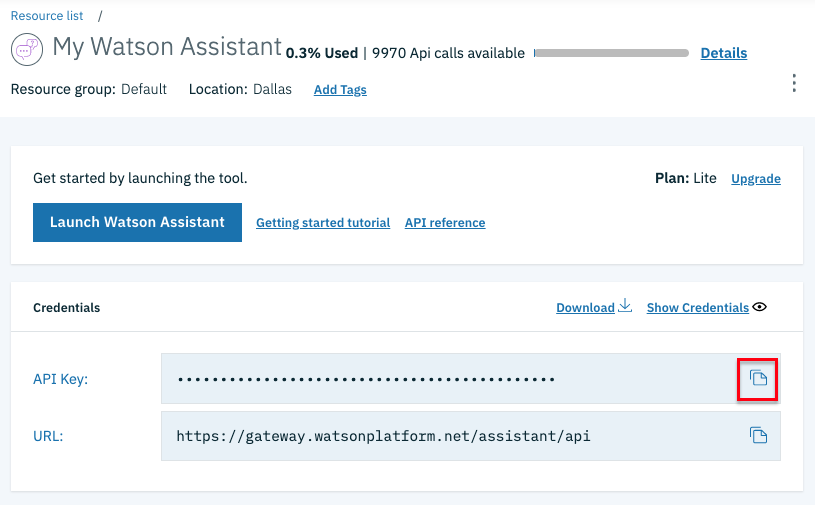 Resource list /
My Watson Assistant 0.3% Used | 9970 Api calls available Details
Resource group: Default Location: Dallas Add Tags
Get started by launching the tool. Plan: Lite Upgrade
Launch Watson Assistant Getting started tutorial API reference
Credentials Download Show Credentials
API Key: ••••••••••••••••••••••••••••••••••••••••••••
URL: https://gateway.watsonplatform.net/assistant/api